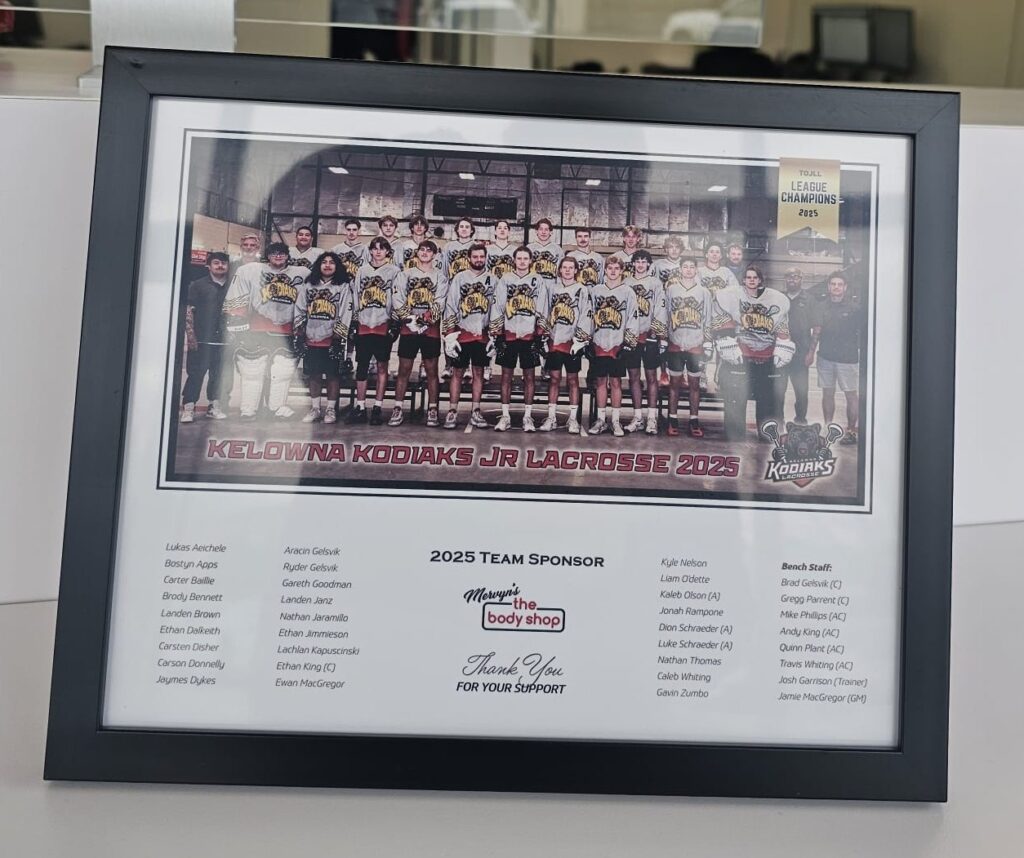 TOJLL
LEAGUE
CHAMPIONS
2025
KELOWNA KODIAKS JR LACROSSE 2025
KELOWNA
KODIAKS
LACROSSE
Lukas Aeichele
Bostyn Apps
Carter Baillie
Brody Bennett
Landen Brown
Ethan Dalkeith
Carsten Disher
Carson Donnelly
Jaymes Dykes
Aracin Gelsvik
Ryder Gelsvik
Gareth Goodman
Landen Janz
Nathan Jaramillo
Ethan Jimmieson
Lachlan Kapuscinski
Ethan King (C)
Ewan MacGregor
2025 TEAM SPONSOR
Mervyn's
the
body shop
Thank You
FOR YOUR SUPPORT
Kyle Nelson
Liam O'dette
Kaleb Olson (A)
Jonah Rampone
Dion Schraeder (A)
Luke Schraeder (A)
Nathan Thomas
Caleb Whiting
Gavin Zumbo
Bench Staff:
Brad Gelsvik (C)
Gregg Parrent (C)
Mike Phillips (AC)
Andy King (AC)
Quinn Plant (AC)
Travis Whiting (AC)
Josh Garrison (Trainer)
Jamie MacGregor (GM)